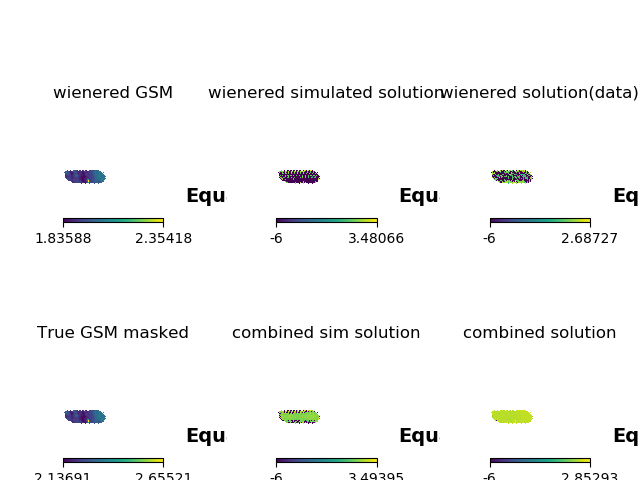 wienered GSM
wienered simulated solution
wienered solution(data)
Equ
Equ
Eq
1.83588 2.35418
-6 3.48066
-6 2.68727
True GSM masked
combined sim solution
combined solution
Equ
Equ
Eq
2.13691 2.65521
-6 3.49395
-6 2.85293